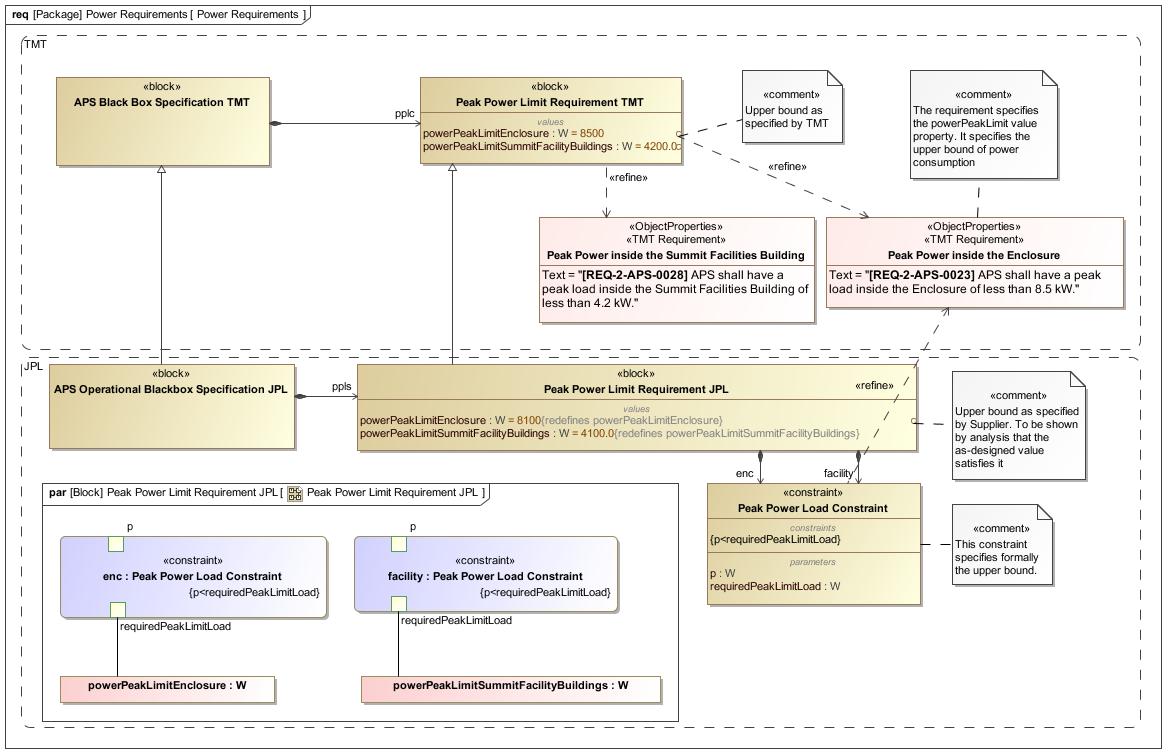 req [Package] Power Requirements [ Power Requirements ]
TMT
«block»
APS Black Box Specification TMT
pplc
«block»
Peak Power Limit Requirement TMT
values
powerPeakLimitEnclosure : W = 8500
powerPeakLimitSummitFacilityBuildings : W = 4200.0
«comment»
Upper bound as
specified by TMT
«comment»
The requirement specifies
the powerPeakLimit value
property. It specifies the
upper bound of power
consumption
«refine»
«refine»
«ObjectProperties»
«TMT Requirement»
Peak Power inside the Summit Facilities Building
Text = "[REQ-2-APS-0028] APS shall have a
peak load inside the Summit Facilities Building of
less than 4.2 kW."
«ObjectProperties»
«TMT Requirement»
Peak Power inside the Enclosure
Text = "[REQ-2-APS-0023] APS shall have a peak
load inside the Enclosure of less than 8.5 kW."
JPL
«block»
APS Operational Blackbox Specification JPL
ppls
«block»
Peak Power Limit Requirement JPL
values
powerPeakLimitEnclosure : W = 8100{redefines powerPeakLimitEnclosure}
powerPeakLimitSummitFacilityBuildings : W = 4100.0{redefines powerPeakLimitSummitFacilityBuildings}
«refine»
«comment»
Upper bound as specified
by Supplier. To be shown
by analysis that the
as-designed value
satisfies it
enc
facility
«constraint»
Peak Power Load Constraint
constraints
{p<requiredPeakLimitLoad}
parameters
p : W
requiredPeakLimitLoad : W
«comment»
This constraint
specifies formally
the upper bound.
par [Block] Peak Power Limit Requirement JPL [ Peak Power Limit Requirement JPL ]
p
«constraint»
enc : Peak Power Load Constraint
{p<requiredPeakLimitLoad}
requiredPeakLimitLoad
powerPeakLimitEnclosure : W
p
«constraint»
facility : Peak Power Load Constraint
{p<requiredPeakLimitLoad}
requiredPeakLimitLoad
powerPeakLimitSummitFacilityBuildings : W